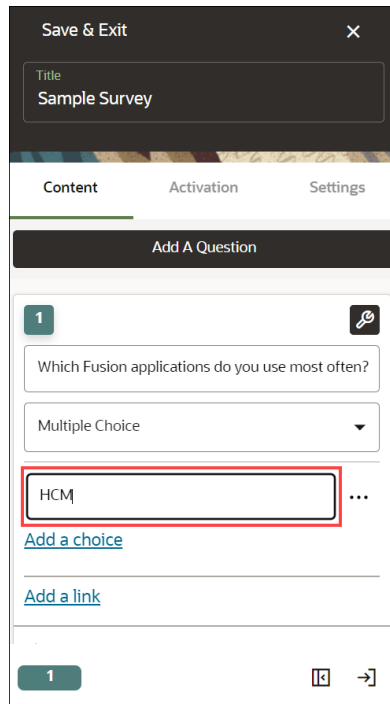 Save & Exit
Title
Sample Survey
Content Activation Settings
Add A Question
1
Which Fusion applications do you use most often?
Multiple Choice
HCM
Add a choice
Add a link
1